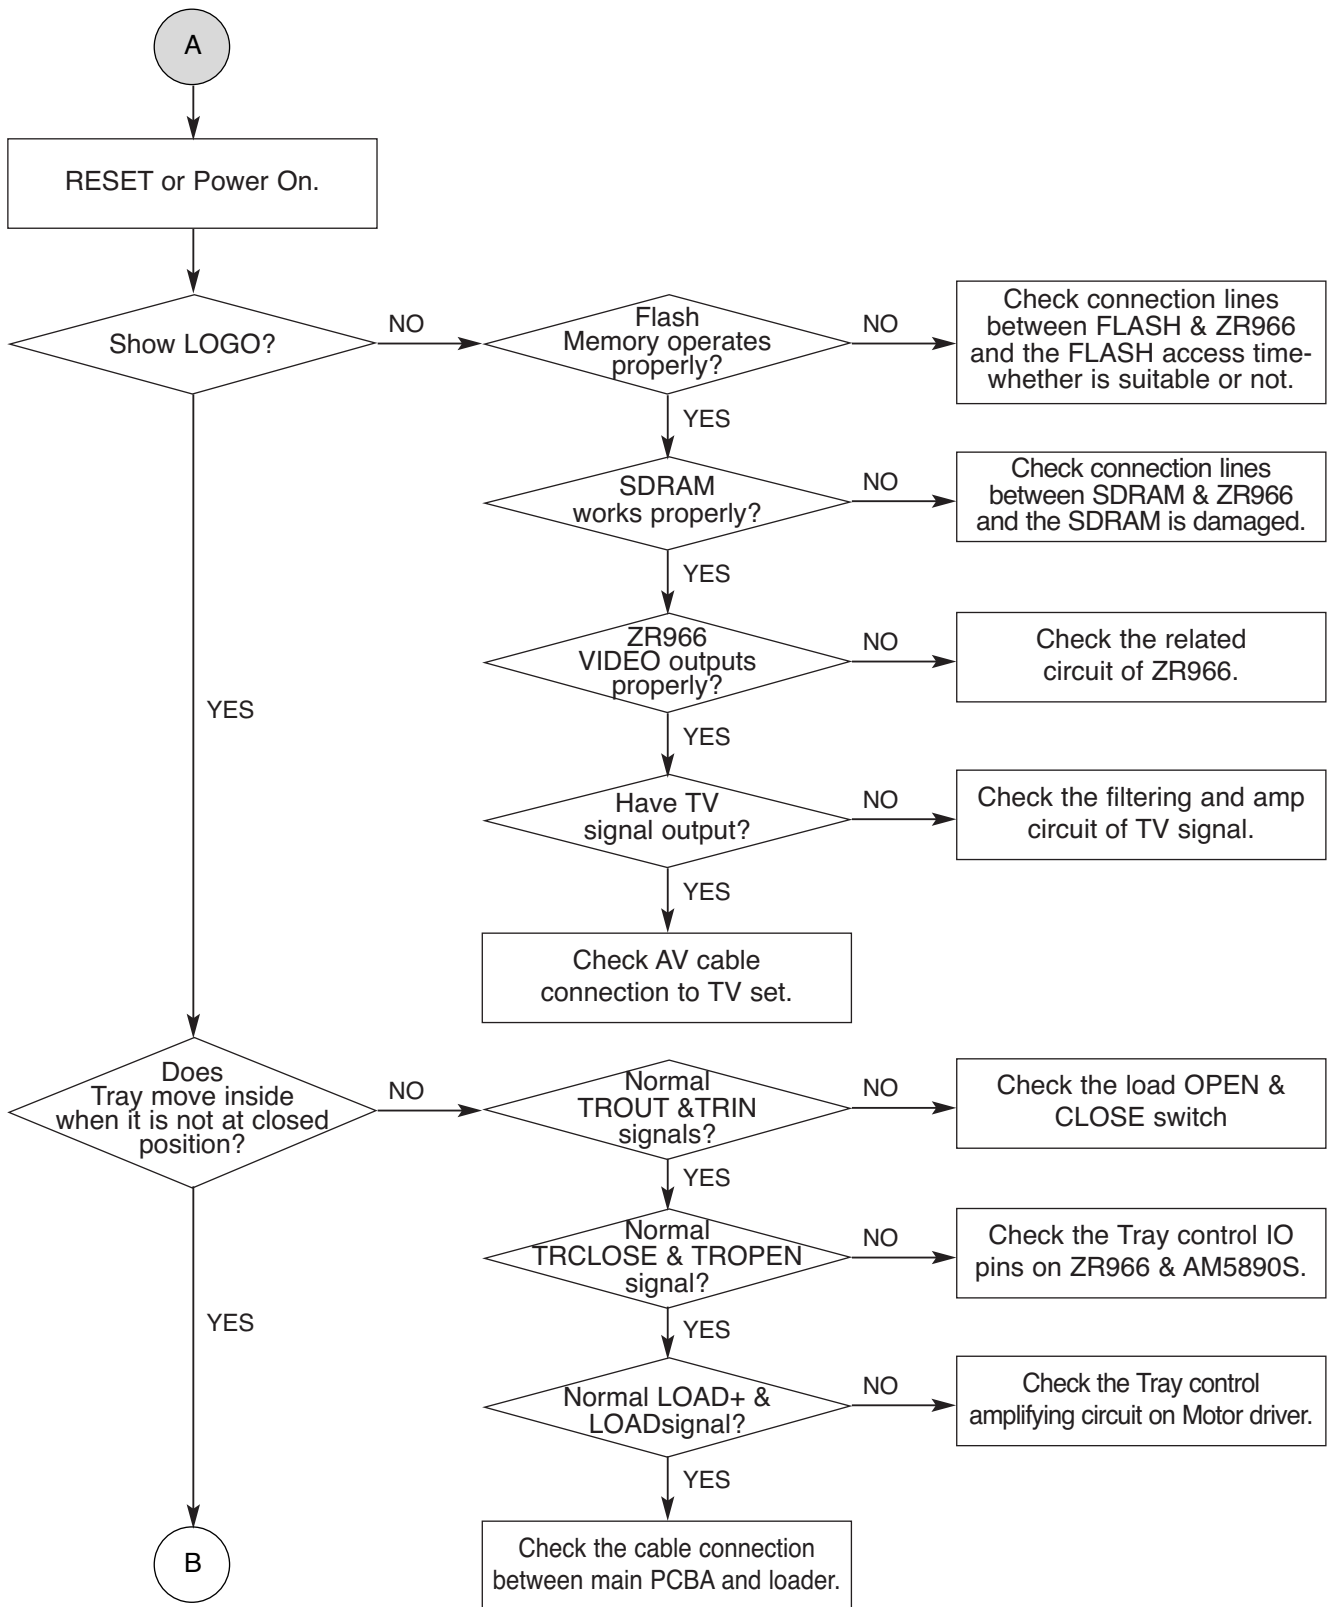 A
RESET or Power On.
Show LOGO?
NO
Flash
Memory operates
properly?
NO
Check connection lines
between FLASH & ZR966
and the FLASH access time-
whether is suitable or not.
YES
SDRAM
works properly?
NO
Check connection lines
between SDRAM & ZR966
and the SDRAM is damaged.
YES
ZR966
VIDEO outputs
properly?
NO
Check the related
circuit of ZR966.
YES
YES
Have TV
signal output?
NO
Check the filtering and amp
circuit of TV signal.
YES
Check AV cable
connection to TV set.
Does
Tray move inside
when it is not at closed
position?
NO
Normal
TROUT &TRIN
signals?
NO
Check the load OPEN &
CLOSE switch
YES
Normal
TRCLOSE & TROPEN
signal?
NO
Check the Tray control IO
pins on ZR966 & AM5890S.
YES
YES
Normal LOAD+ &
LOADsignal?
NO
Check the Tray control
amplifying circuit on Motor driver.
YES
Check the cable connection
between main PCBA and loader.
B